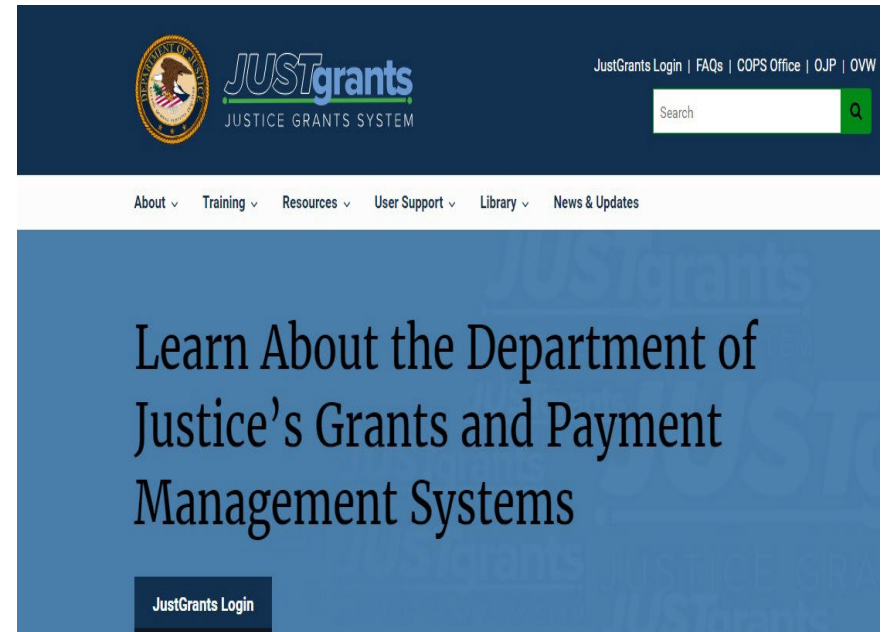 JUSTgrants
JUSTICE GRANTS SYSTEM
JustGrants Login | FAQs | COPS Office | OJP | OVW
Search
About Training Resources User Support Library News & Updates
Learn About the Department of
Justice’s Grants and Payment
Management Systems
JustGrants Login